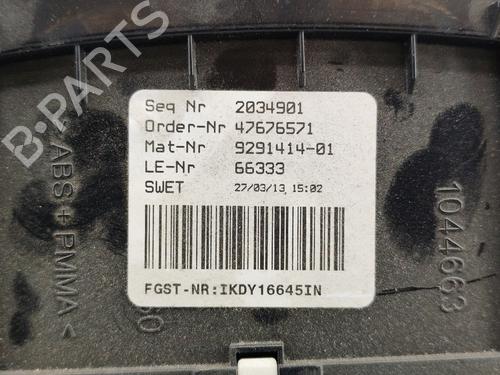 B-PARTS
Seq Nr 2034901
Order-Nr 47676571
Mat-Nr 9291414-01
LE-Nr 66333
SWET 27/03/13 15:02
FGST-NR:IKDY16645IN
> ABS + PMMA <
1044663